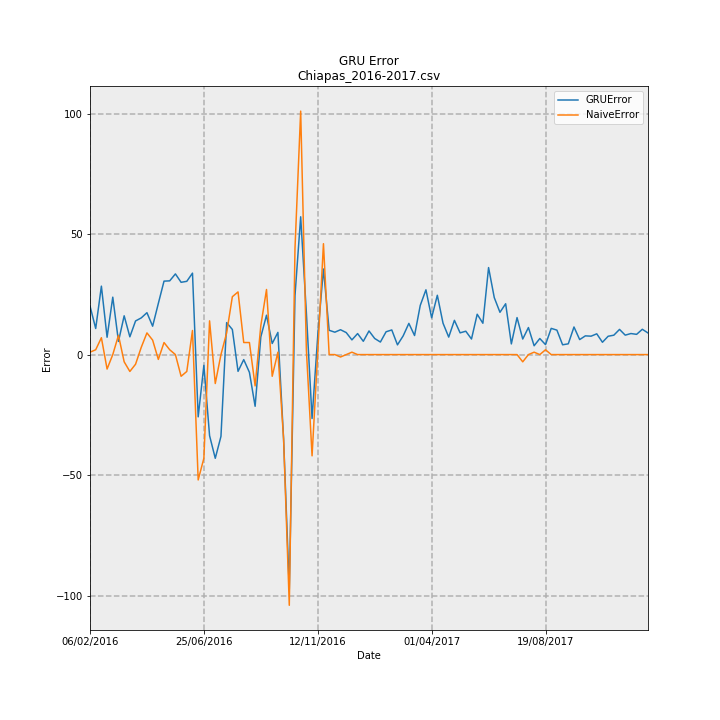 GRU Error
Chiapas_2016-2017.csv
GRUError
NaiveError
100
50
0
−50
−100
Error
06/02/2016
25/06/2016
12/11/2016
01/04/2017
19/08/2017
Date